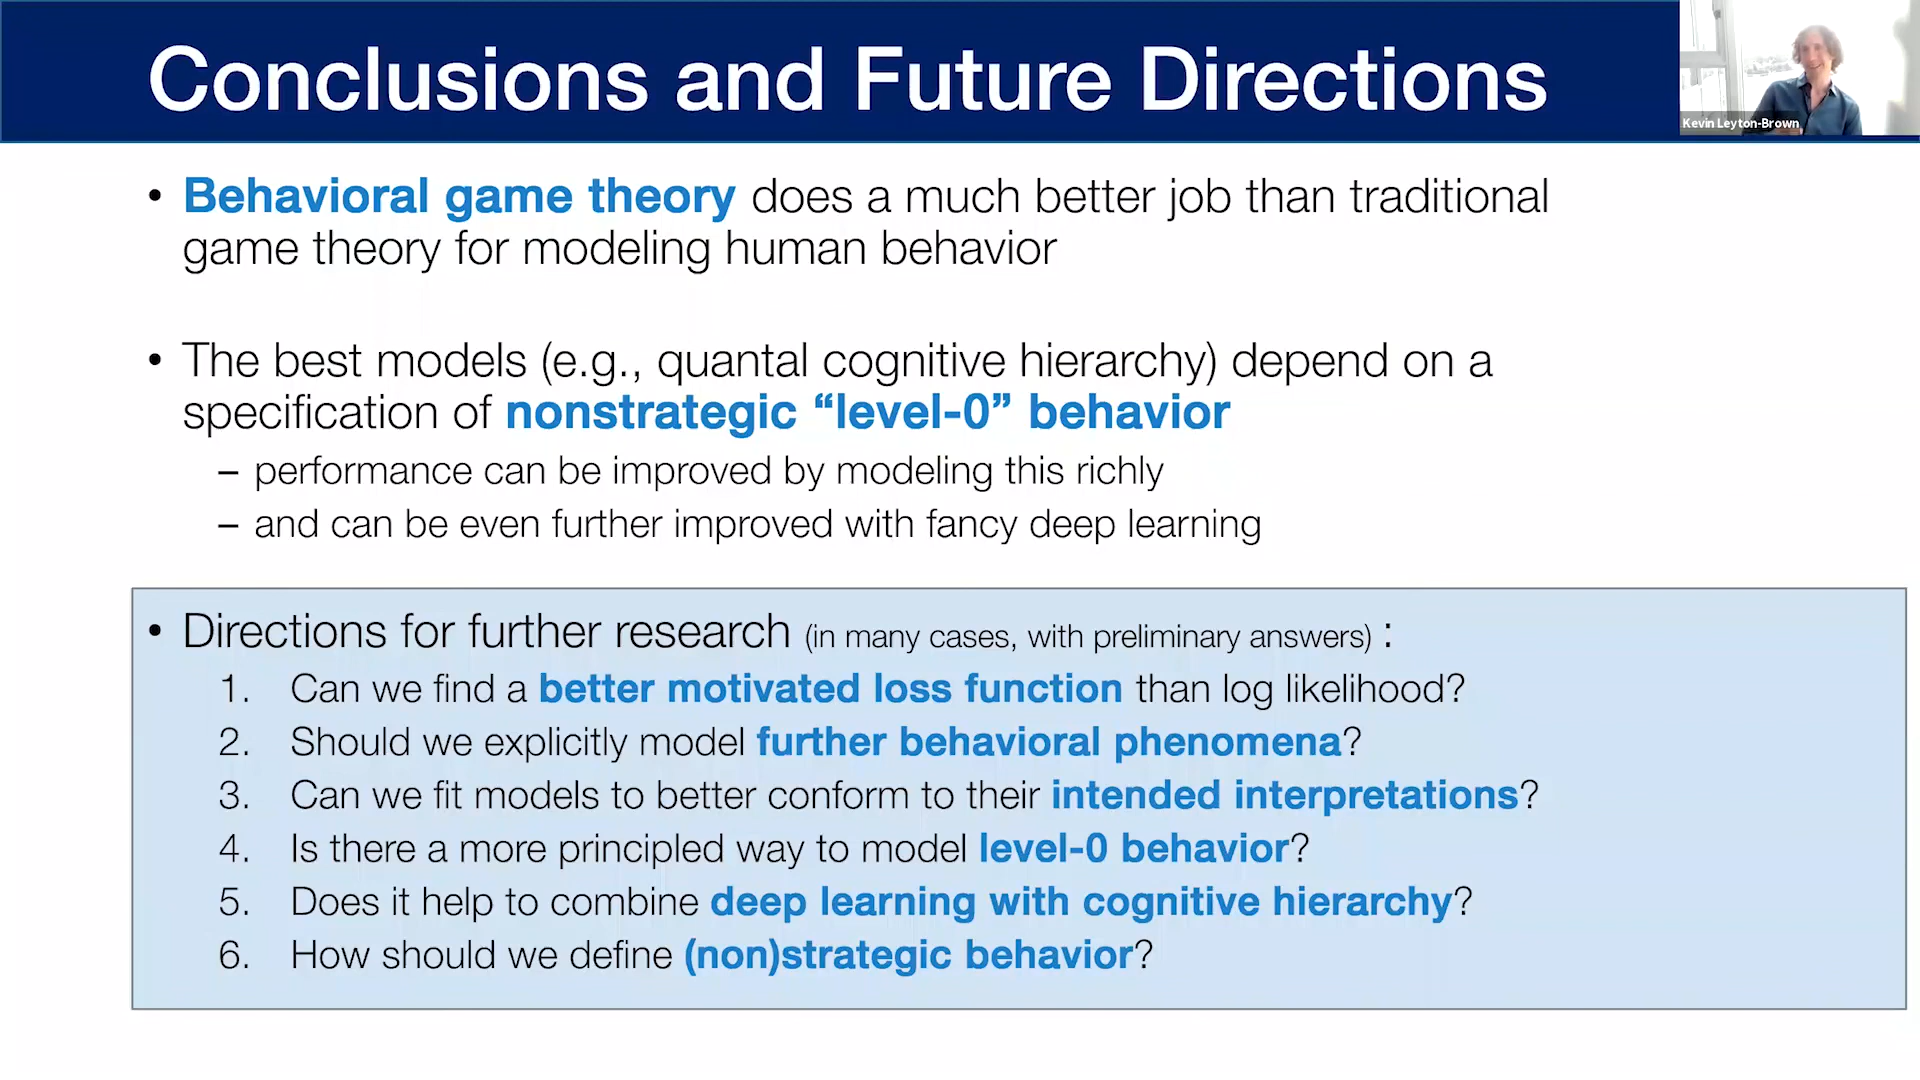 Conclusions and Future Directions
Kevin Leyton-Brown
• Behavioral game theory does a much better job than traditional
game theory for modeling human behavior
• The best models (e.g., quantal cognitive hierarchy) depend on a
specification of nonstrategic “level-0” behavior
– performance can be improved by modeling this richly
– and can be even further improved with fancy deep learning
• Directions for further research (in many cases, with preliminary answers) :
1. Can we find a better motivated loss function than log likelihood?
2. Should we explicitly model further behavioral phenomena?
3. Can we fit models to better conform to their intended interpretations?
4. Is there a more principled way to model level-0 behavior?
5. Does it help to combine deep learning with cognitive hierarchy?
6. How should we define (non)strategic behavior?